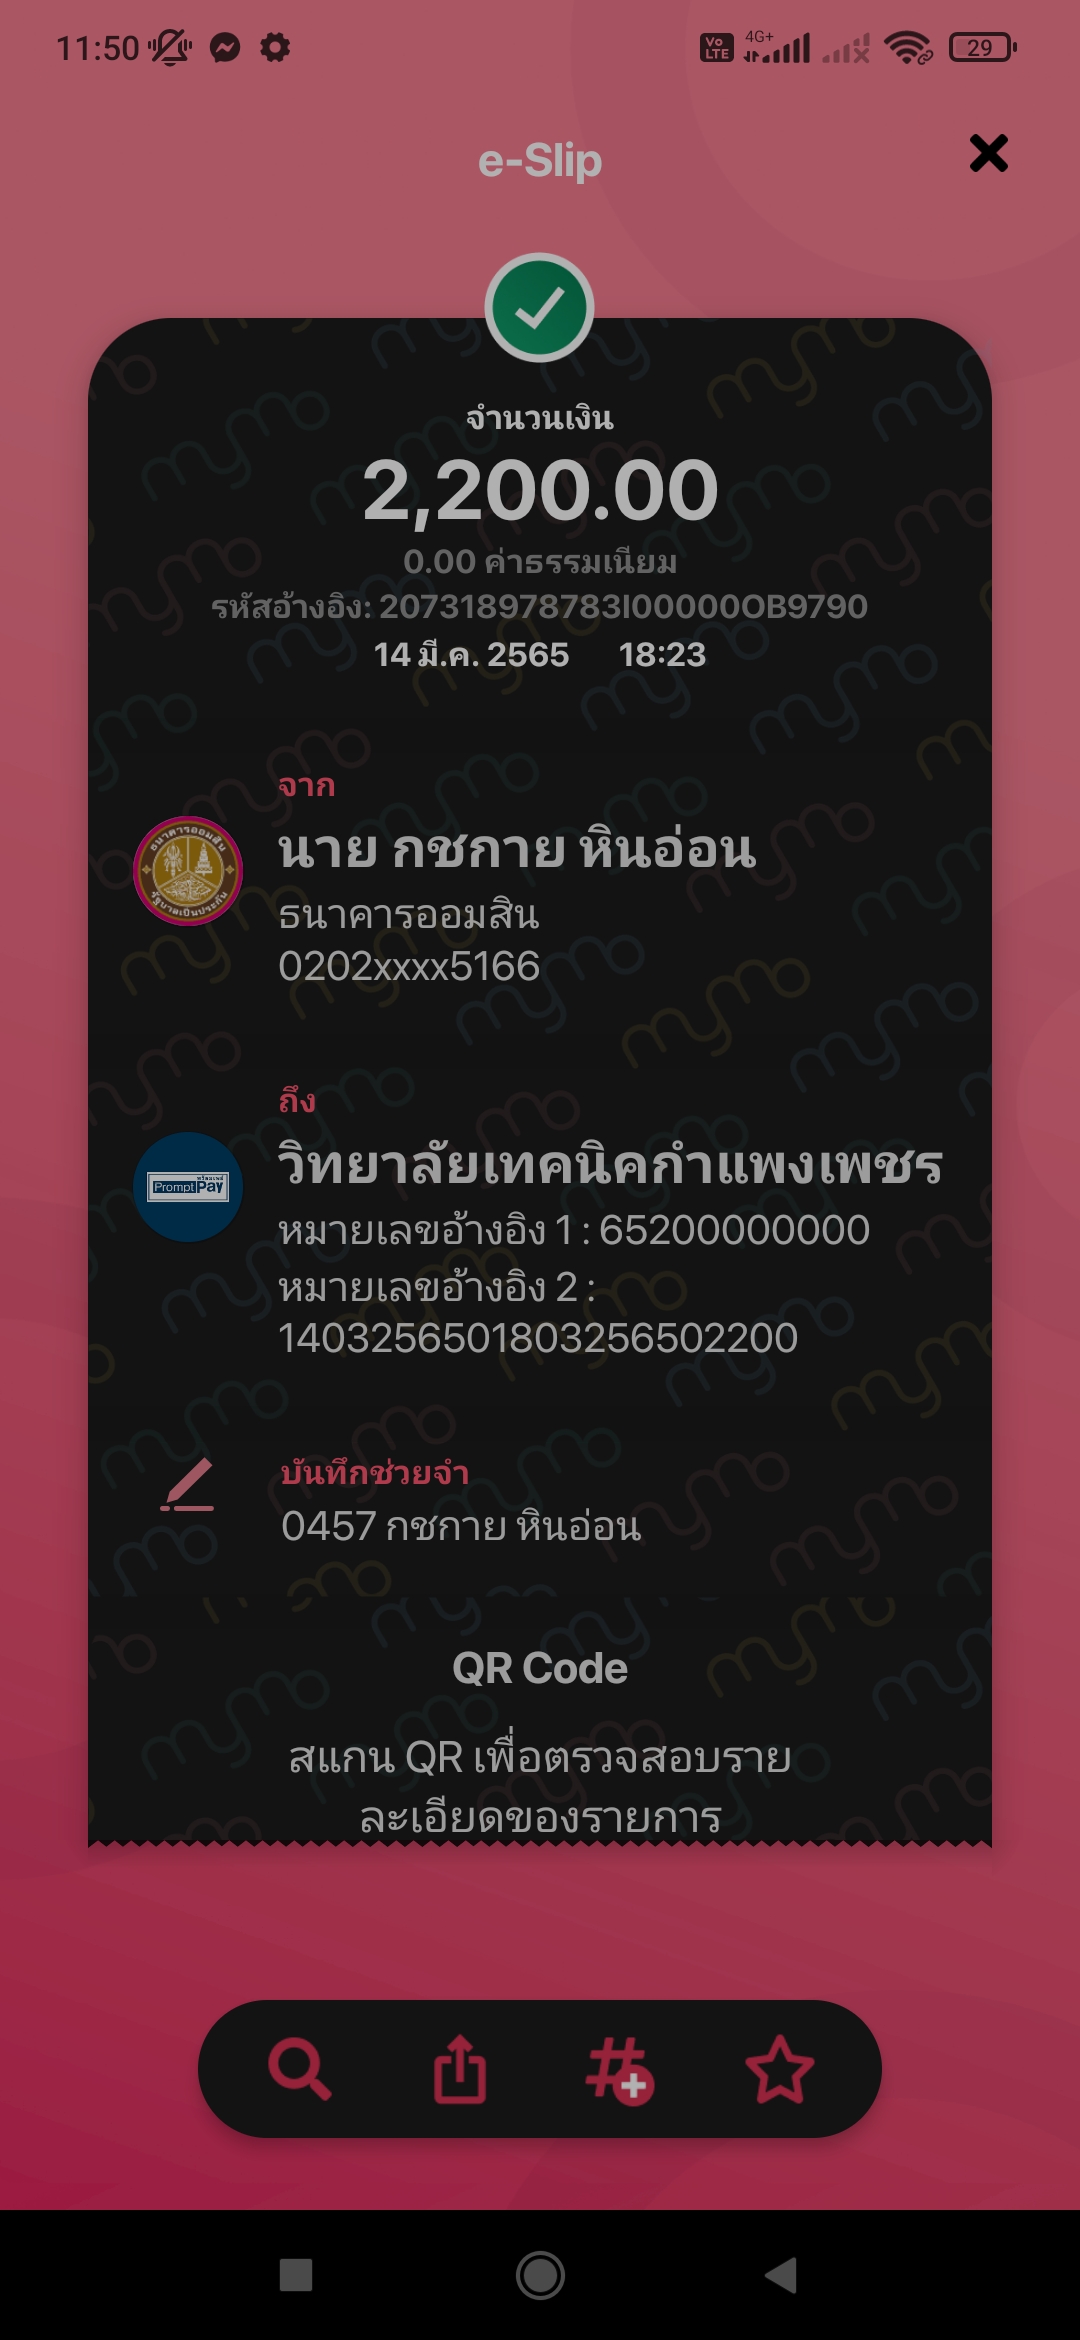 11:50
Vo LTE 4G+ 29
e-Slip
จำนวนเงิน
2,200.00
0.00 ค่าธรรมเนียม
รหัสอ้างอิง: 207318978783I00000OB9790
14 มี.ค. 2565 18:23
จาก
นาย กชกาย หินอ่อน
ธนาคารออมสิน
0202xxxx5166
ถึง
PromptPay
วิทยาลัยเทคนิคกำแพงเพชร
หมายเลขอ้างอิง 1 : 65200000000
หมายเลขอ้างอิง 2 :
14032565018032565022​00
บันทึกช่วยจำ
0457 กชกาย หินอ่อน
QR Code
สแกน QR เพื่อตรวจสอบราย
ละเอียดของรายการ